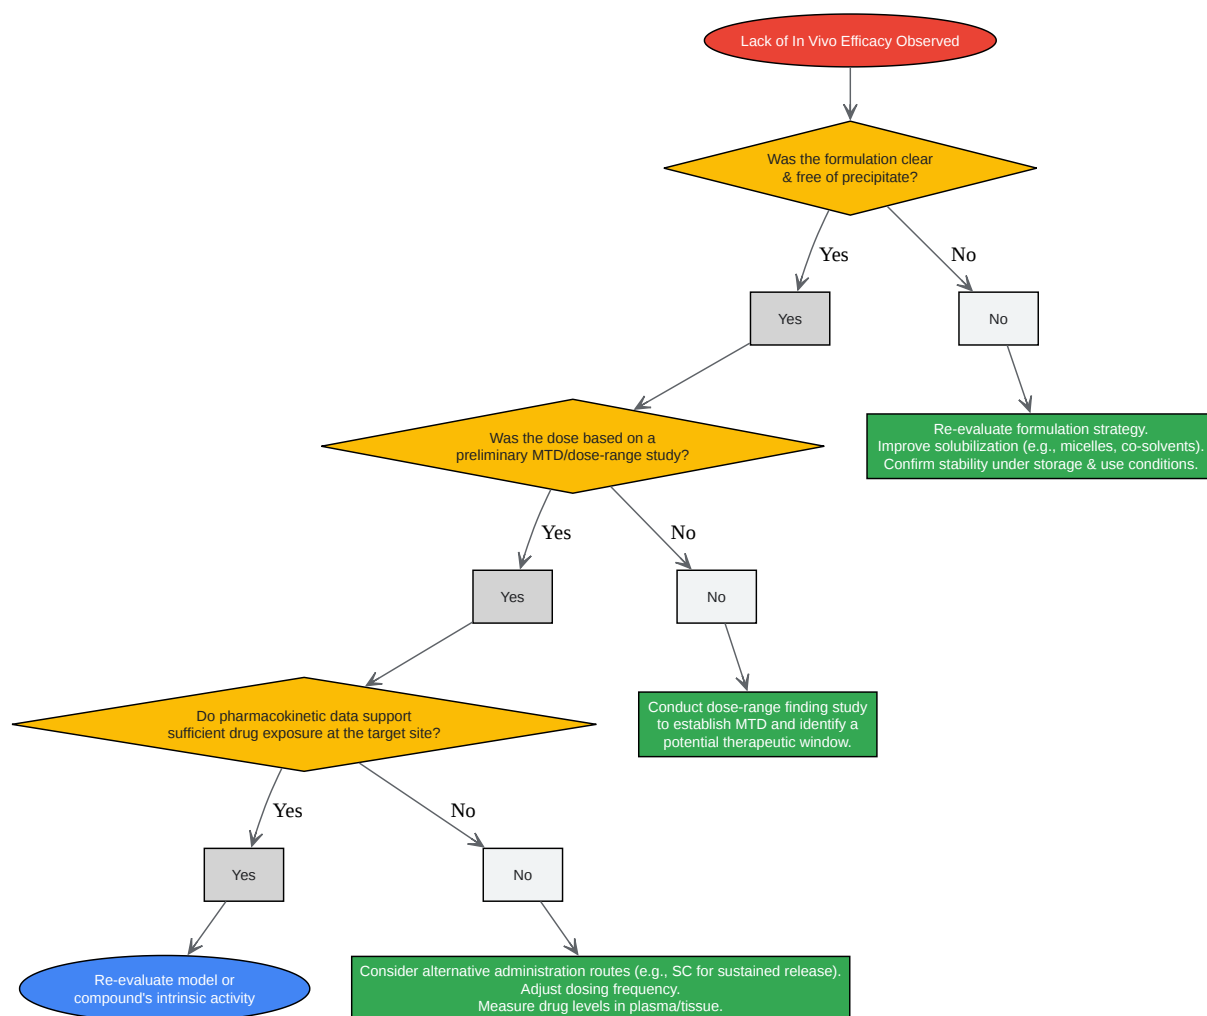 Lack of In Vivo Efficacy Observed
Was the formulation clear
& free of precipitate?
Yes
No
Yes
No
Re-evaluate formulation strategy.
Improve solubilization (e.g., micelles, co-solvents).
Confirm stability under storage & use conditions.
Was the dose based on a
preliminary MTD/dose-range study?
Yes
No
Yes
No
Conduct dose-range finding study
to establish MTD and identify a
potential therapeutic window.
Do pharmacokinetic data support
sufficient drug exposure at the target site?
Yes
No
Yes
No
Re-evaluate model or
compound's intrinsic activity
Consider alternative administration routes (e.g., SC for sustained release).
Adjust dosing frequency.
Measure drug levels in plasma/tissue.